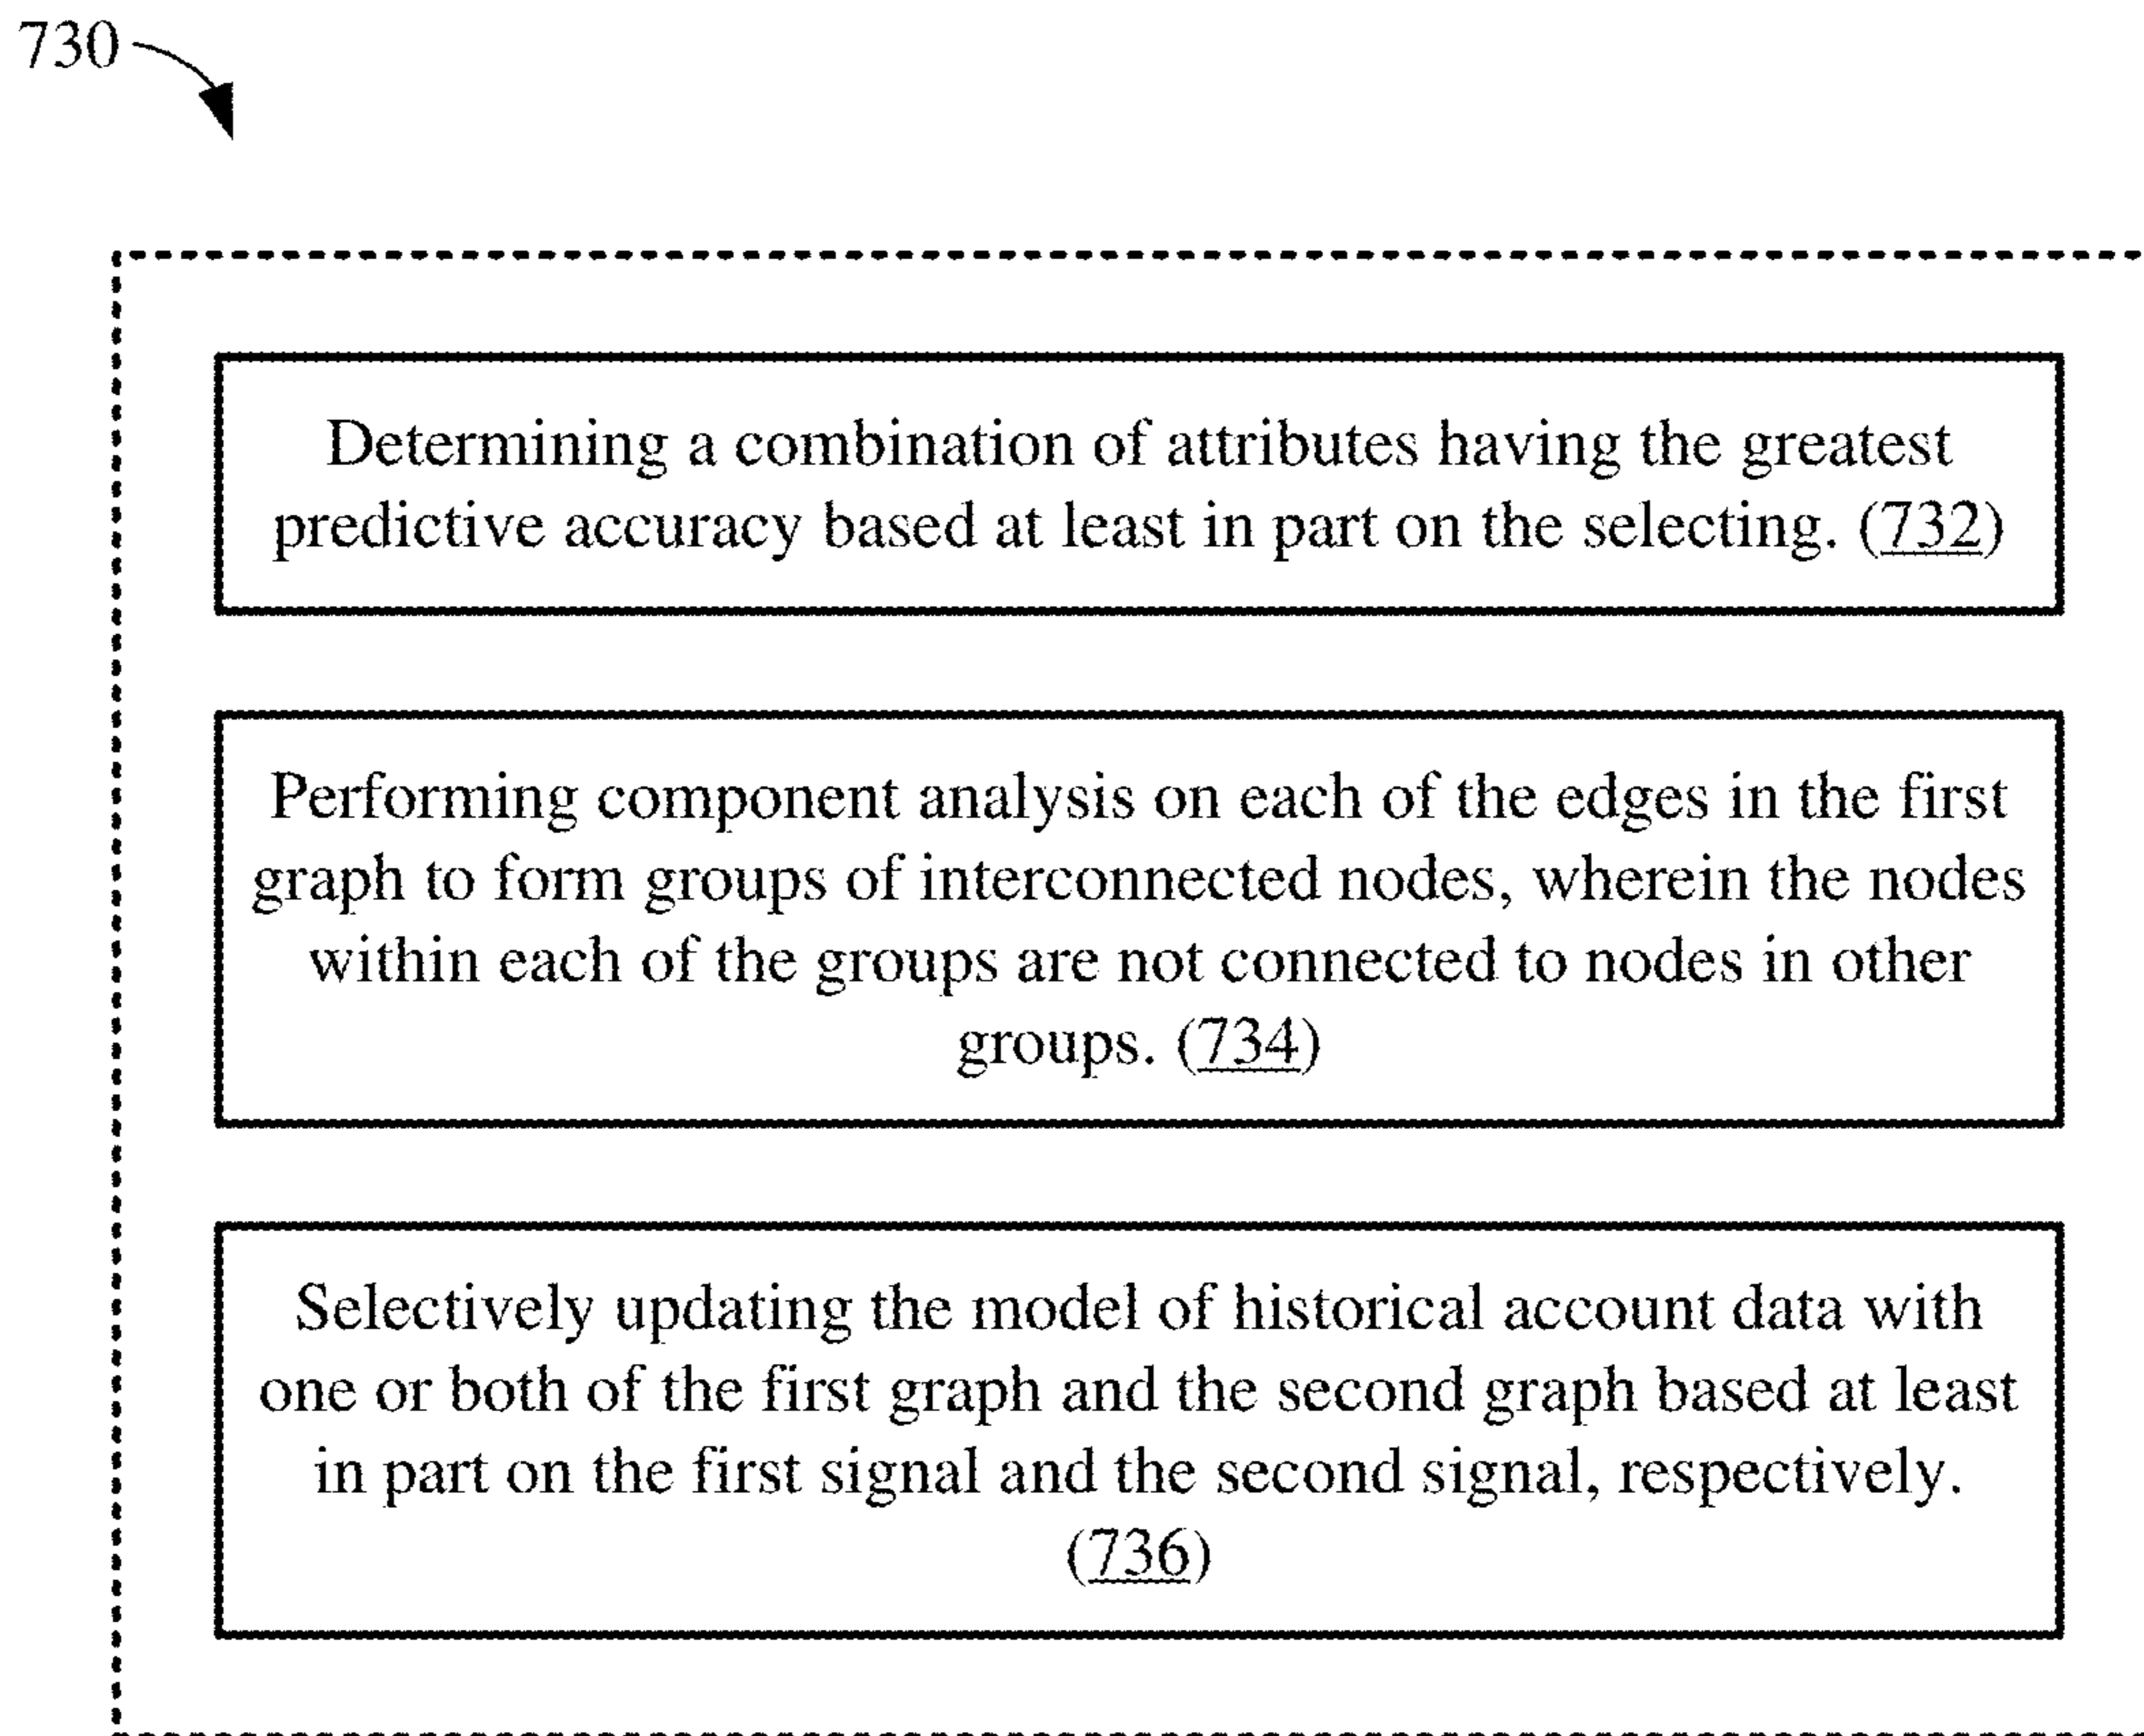 730
Determining a combination of attributes having the greatest
predictive accuracy based at least in part on the selecting. (732)
Performing component analysis on each of the edges in the first
graph to form groups of interconnected nodes, wherein the nodes
within each of the groups are not connected to nodes in other
groups. (734)
Selectively updating the model of historical account data with
one or both of the first graph and the second graph based at least
in part on the first signal and the second signal, respectively.
(736)